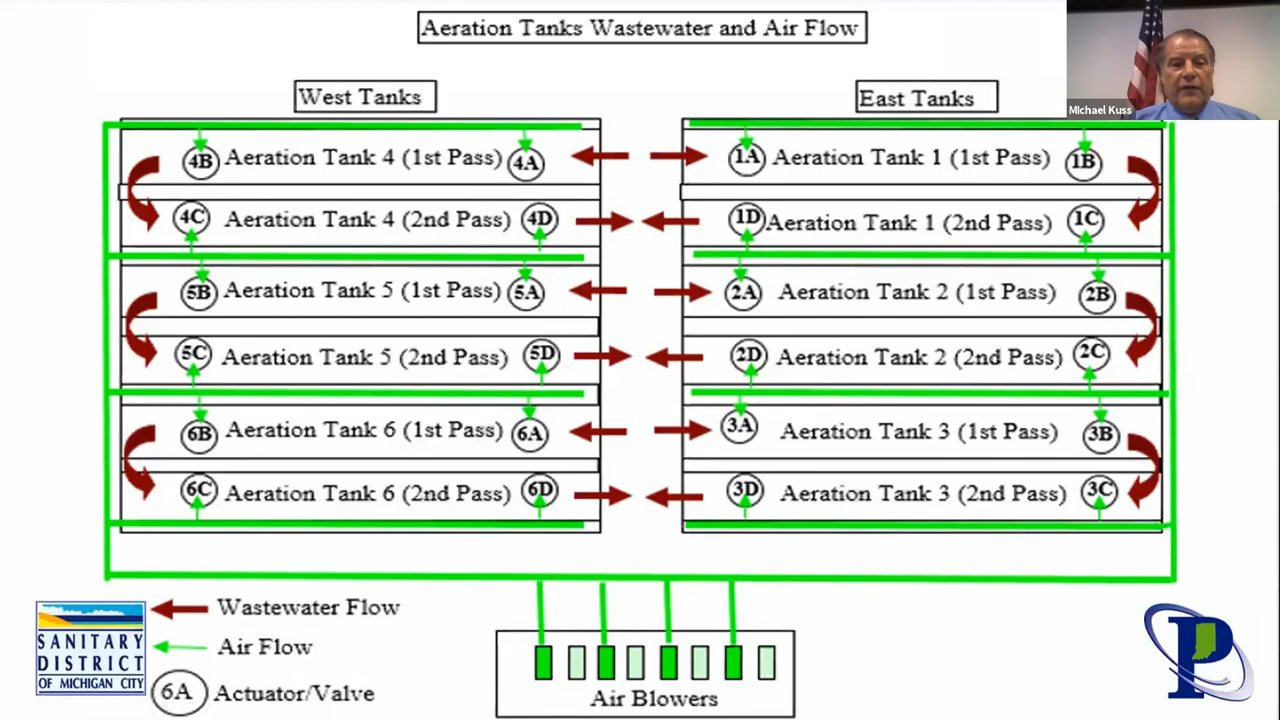 Aeration Tanks Wastewater and Air Flow
Michael Kuss
West Tanks
East Tanks
4B Aeration Tank 4 (1st Pass) 4A
1A Aeration Tank 1 (1st Pass) 1B
4C Aeration Tank 4 (2nd Pass) 4D
1D Aeration Tank 1 (2nd Pass) 1C
5B Aeration Tank 5 (1st Pass) 5A
2A Aeration Tank 2 (1st Pass) 2B
5C Aeration Tank 5 (2nd Pass) 5D
2D Aeration Tank 2 (2nd Pass) 2C
6B Aeration Tank 6 (1st Pass) 6A
3A Aeration Tank 3 (1st Pass) 3B
6C Aeration Tank 6 (2nd Pass) 6D
3D Aeration Tank 3 (2nd Pass) 3C
SANITARY
DISTRICT
OF MICHIGAN CITY
Wastewater Flow
Air Flow
6A Actuator/Valve
Air Blowers
P